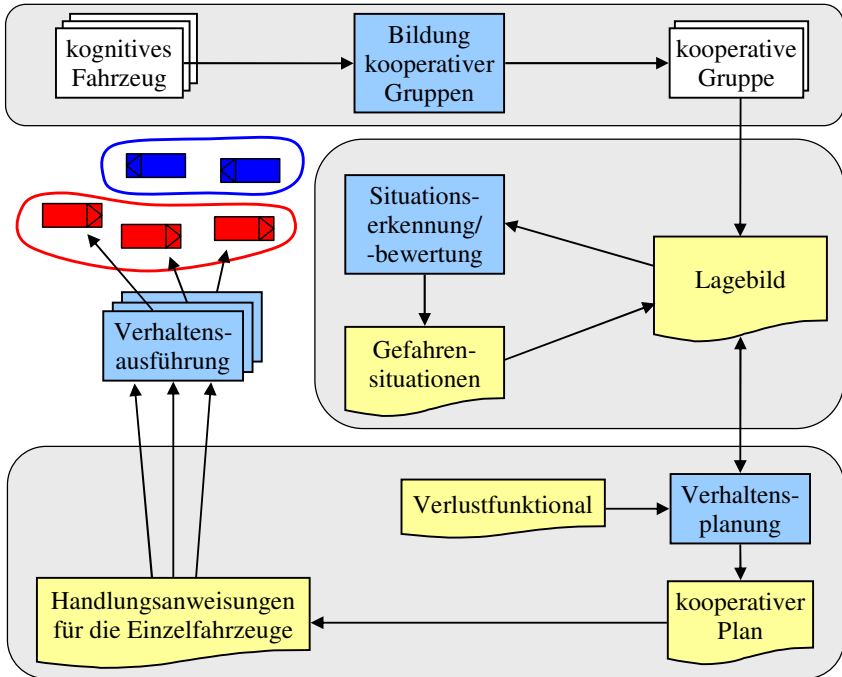 kognitives
Fahrzeug
Bildung
kooperativer
Gruppen
kooperative
Gruppe
Situations-
erkennung/
-bewertung
Lagebild
Gefahren-
situationen
Verhaltens-
ausführung
Verlustfunktional
Verhaltens-
planung
Handlungsanweisungen
für die Einzelfahrzeuge
kooperativer
Plan